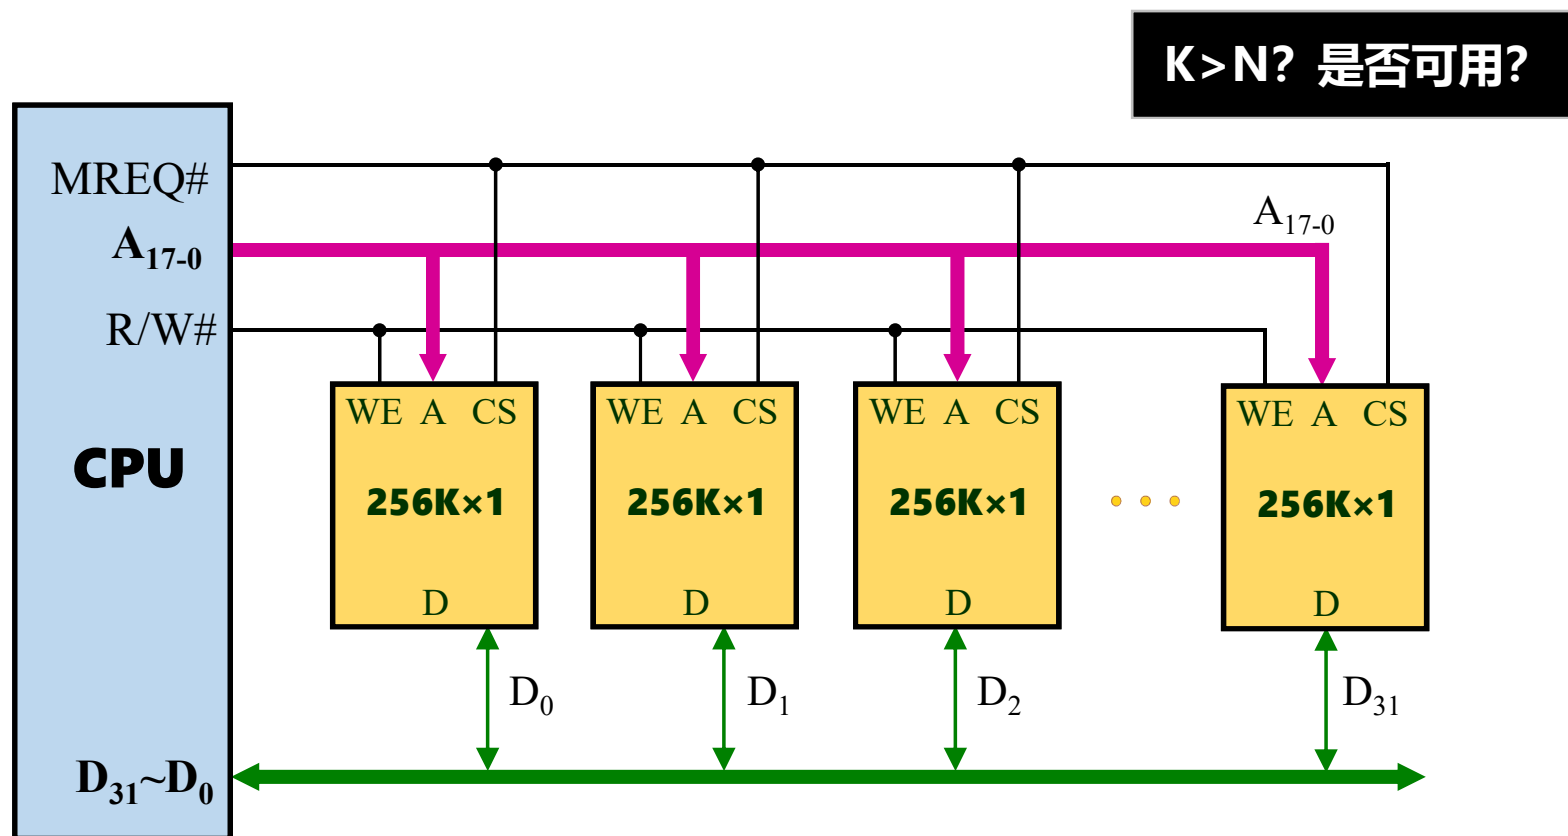 K>N？是否可用？
MREQ#
A17-0
A17-0
R/W#
WE A CS
WE A CS
WE A CS
WE A CS
CPU
256K×1
256K×1
256K×1
256K×1
D
D
D
D
D0
D1
D2
D31
D31~D0